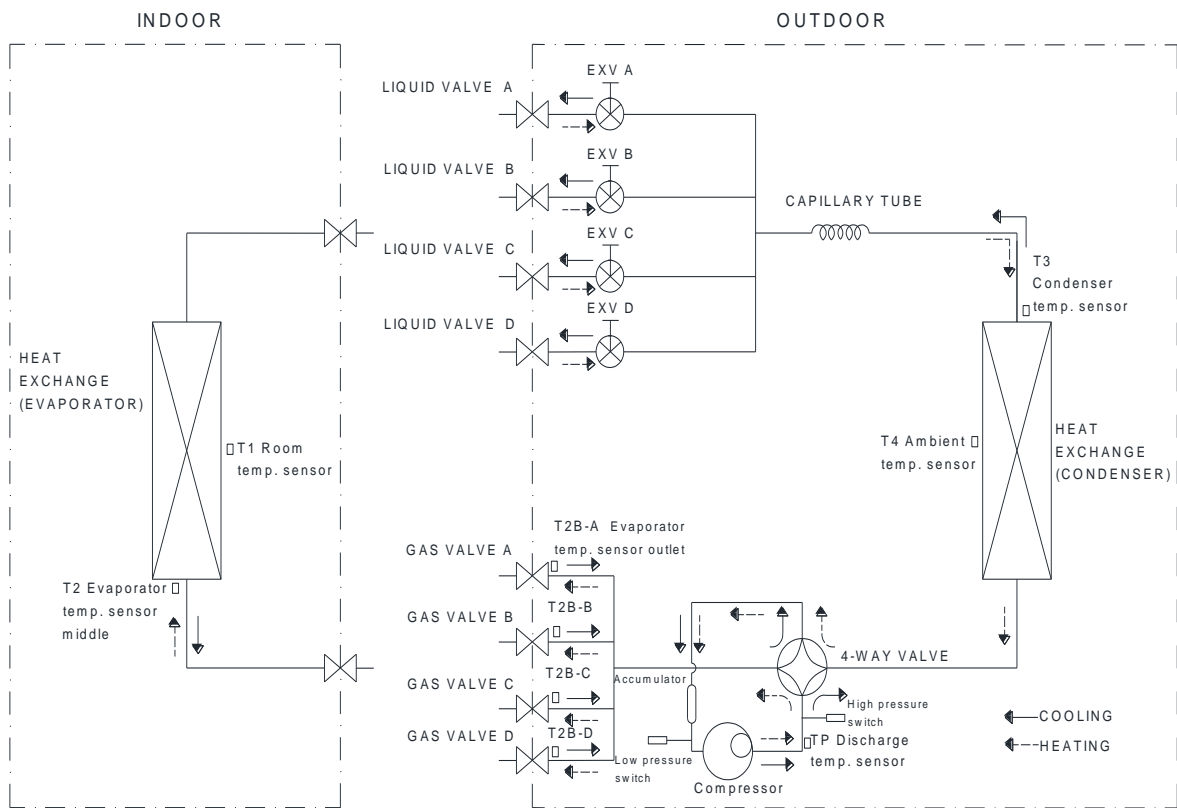 INDOOR
OUTDOOR
LIQUID VALVE A
EXV A
LIQUID VALVE B
EXV B
CAPILLARY TUBE
LIQUID VALVE C
EXV C
T3
Condenser
temp. sensor
LIQUID VALVE D
EXV D
HEAT
EXCHANGE
(EVAPORATOR)
T1 Room
temp. sensor
T4 Ambient
temp. sensor
HEAT
EXCHANGE
(CONDENSER)
T2B-A Evaporator
temp. sensor outlet
GAS VALVE A
T2 Evaporator
temp. sensor
middle
T2B-B
GAS VALVE B
4-WAY VALVE
T2B-C
Accumulator
GAS VALVE C
High pressure
switch
COOLING
T2B-D
GAS VALVE D
TP Discharge
temp. sensor
HEATING
Low pressure
switch
Compressor